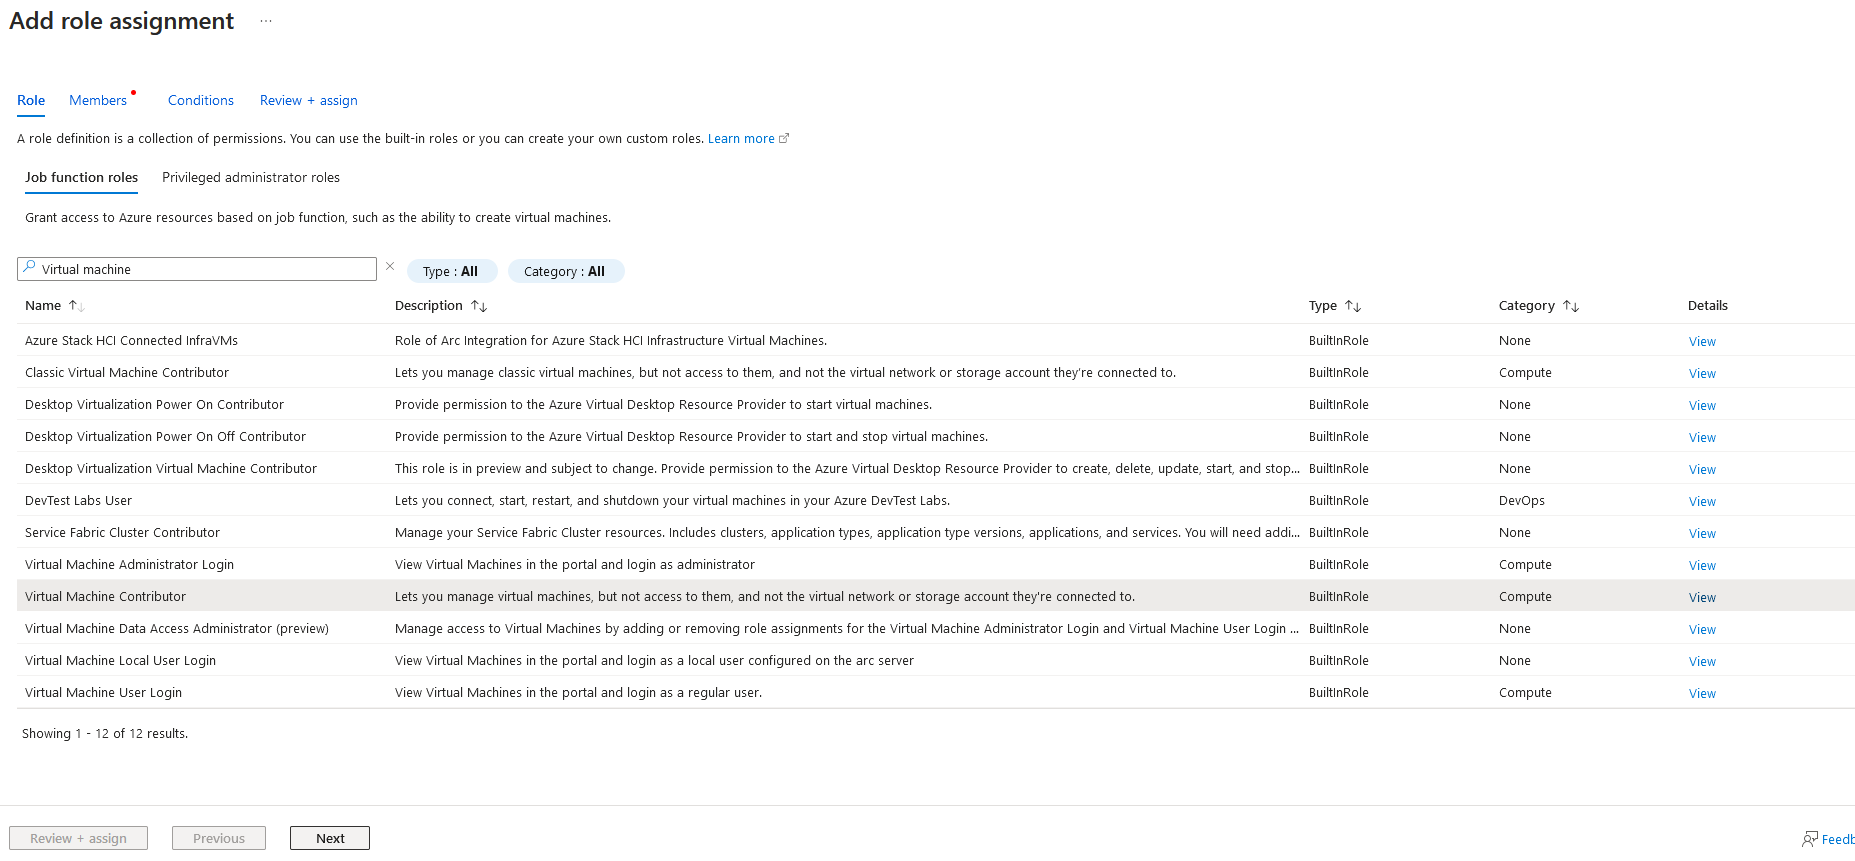 Add role assignment ...
Role Members Conditions Review + assign
A role definition is a collection of permissions. You can use the built-in roles or you can create your own custom roles. Learn more
Job function roles Privileged administrator roles
Grant access to Azure resources based on job function, such as the ability to create virtual machines.
Virtual machine Type : All Category : All
Name Description Type Category Details
Azure Stack HCI Connected InfraVMs Role of Arc Integration for Azure Stack HCI Infrastructure Virtual Machines. BuiltInRole None View
Classic Virtual Machine Contributor Lets you manage classic virtual machines, but not access to them, and not the virtual network or storage account they're connected to. BuiltInRole Compute View
Desktop Virtualization Power On Contributor Provide permission to the Azure Virtual Desktop Resource Provider to start virtual machines. BuiltInRole None View
Desktop Virtualization Power On Off Contributor Provide permission to the Azure Virtual Desktop Resource Provider to start and stop virtual machines. BuiltInRole None View
Desktop Virtualization Virtual Machine Contributor This role is in preview and subject to change. Provide permission to the Azure Virtual Desktop Resource Provider to create, delete, update, start, and stop... BuiltInRole None View
DevTest Labs User Lets you connect, start, restart, and shutdown your virtual machines in your Azure DevTest Labs. BuiltInRole DevOps View
Service Fabric Cluster Contributor Manage your Service Fabric Cluster resources. Includes clusters, application types, application type versions, applications, and services. You will need addi... BuiltInRole None View
Virtual Machine Administrator Login View Virtual Machines in the portal and login as administrator BuiltInRole Compute View
Virtual Machine Contributor Lets you manage virtual machines, but not access to them, and not the virtual network or storage account they're connected to. BuiltInRole Compute View
Virtual Machine Data Access Administrator (preview) Manage access to Virtual Machines by adding or removing role assignments for the Virtual Machine Administrator Login and Virtual Machine User Login ... BuiltInRole None View
Virtual Machine Local User Login View Virtual Machines in the portal and login as a local user configured on the arc server BuiltInRole None View
Virtual Machine User Login View Virtual Machines in the portal and login as a regular user. BuiltInRole Compute View
Showing 1 - 12 of 12 results.
Review + assign Previous Next Feedb